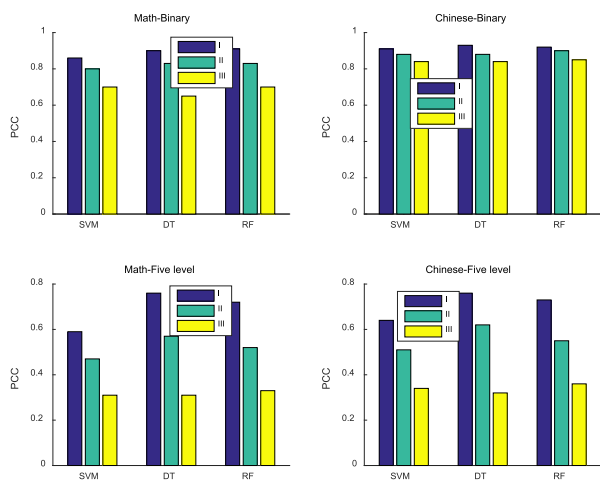 Math-Binary
1
0.8
0.6
0.4
0.2
0
PCC
SVM
DT
RF
I
II
III
Chinese-Binary
1
0.8
0.6
0.4
0.2
0
PCC
SVM
DT
RF
I
II
III
Math-Five level
0.8
0.6
0.4
0.2
0
PCC
SVM
DT
RF
I
II
III
Chinese-Five level
0.8
0.6
0.4
0.2
0
PCC
SVM
DT
RF
I
II
III